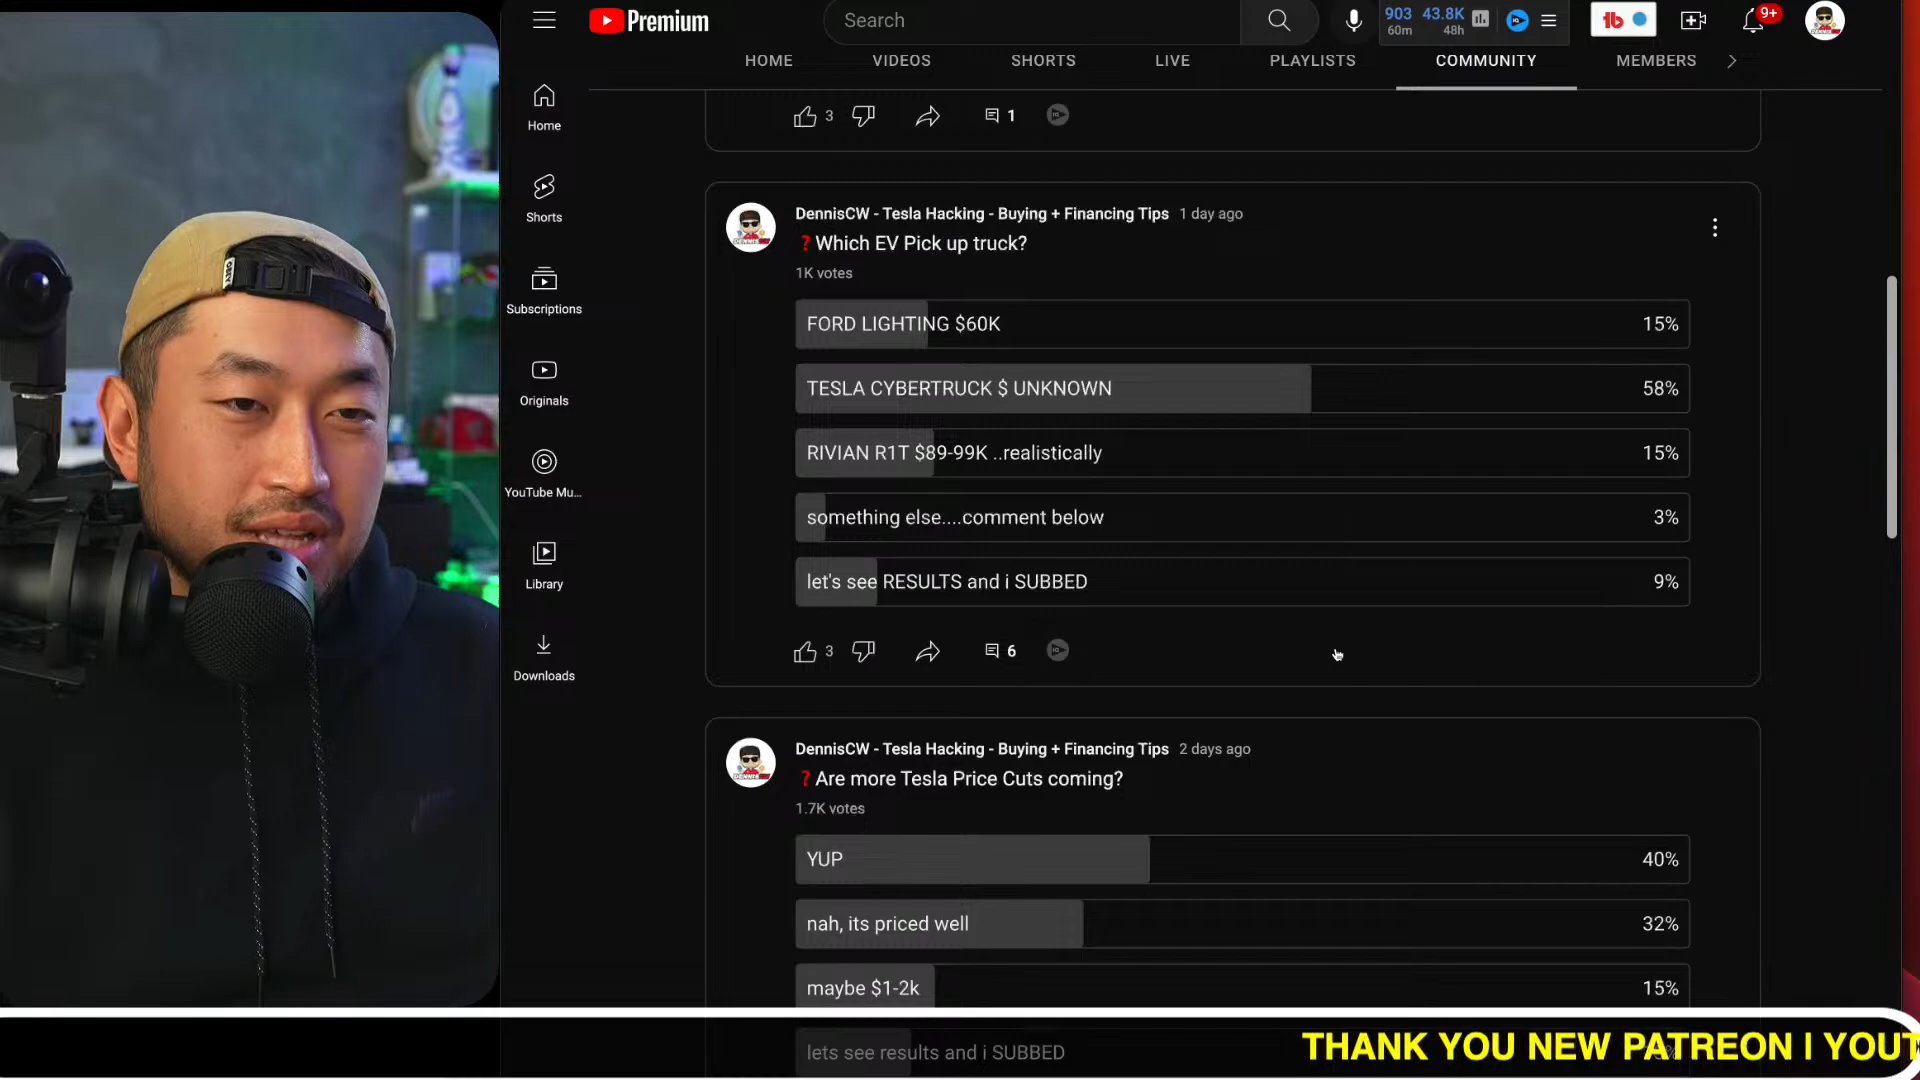 Premium
Search
903
60m
43.8K
48h
9+
HOME
VIDEOS
SHORTS
LIVE
PLAYLISTS
COMMUNITY
MEMBERS
Home
Shorts
Subscriptions
Originals
YouTube Mu...
Library
Downloads
3
1
DennisCW - Tesla Hacking - Buying + Financing Tips 1 day ago
❓Which EV Pick up truck?
1K votes
FORD LIGHTING $60K 15%
TESLA CYBERTRUCK $ UNKNOWN 58%
RIVIAN R1T $89-99K ..realistically 15%
something else....comment below 3%
let's see RESULTS and i SUBBED 9%
3
6
DennisCW - Tesla Hacking - Buying + Financing Tips 2 days ago
❓Are more Tesla Price Cuts coming?
1.7K votes
YUP 40%
nah, its priced well 32%
maybe $1-2k 15%
lets see results and i SUBBED
THANK YOU NEW PATREON I YOUT